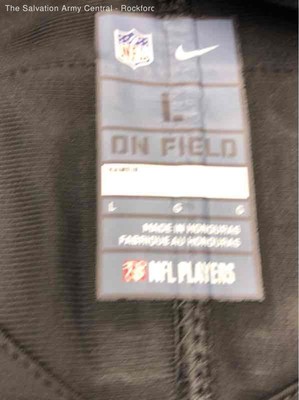 The Salvation Army Central - Rockforc
NFL
L
ON FIELD
L G G
MADE IN HONDURAS
FABRIQUE AU HONDURAS
NFL PLAYERS